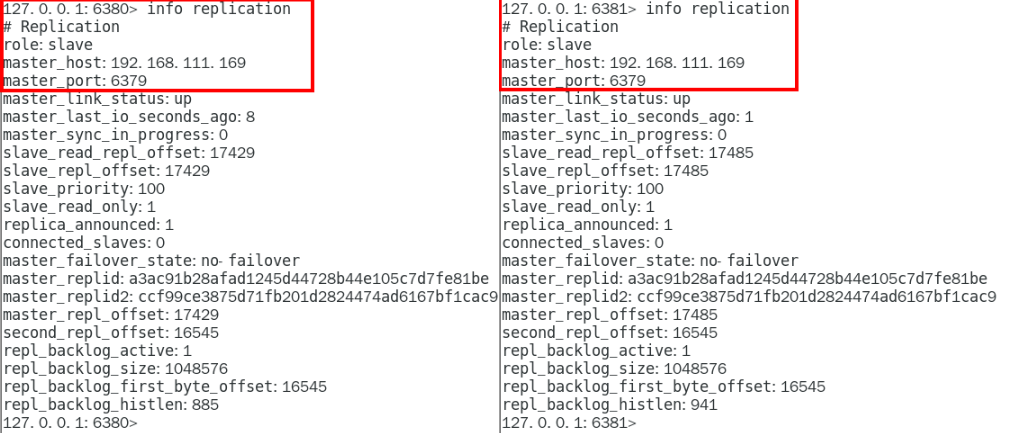 127.0.0.1:6380> info replication
# Replication
role:slave
master_host:192.168.111.169
master_port:6379
master_link_status:up
master_last_io_seconds_ago:8
master_sync_in_progress:0
slave_read_repl_offset:17429
slave_repl_offset:17429
slave_priority:100
slave_read_only:1
replica_announced:1
connected_slaves:0
master_failover_state:no-failover
master_replid:a3ac91b28afad1245d44728b44e105c7d7fe81be
master_replid2:ccf99ce3875d71fb201d2824474ad6167bf1cac9
master_repl_offset:17429
second_repl_offset:16545
repl_backlog_active:1
repl_backlog_size:1048576
repl_backlog_first_byte_offset:16545
repl_backlog_histlen:885
127.0.0.1:6380>
127.0.0.1:6381> info replication
# Replication
role:slave
master_host:192.168.111.169
master_port:6379
master_link_status:up
master_last_io_seconds_ago:1
master_sync_in_progress:0
slave_read_repl_offset:17485
slave_repl_offset:17485
slave_priority:100
slave_read_only:1
replica_announced:1
connected_slaves:0
master_failover_state:no-failover
master_replid:a3ac91b28afad1245d44728b44e105c7d7fe81be
master_replid2:ccf99ce3875d71fb201d2824474ad6167bf1cac9
master_repl_offset:17485
second_repl_offset:16545
repl_backlog_active:1
repl_backlog_size:1048576
repl_backlog_first_byte_offset:16545
repl_backlog_histlen:941
127.0.0.1:6381>